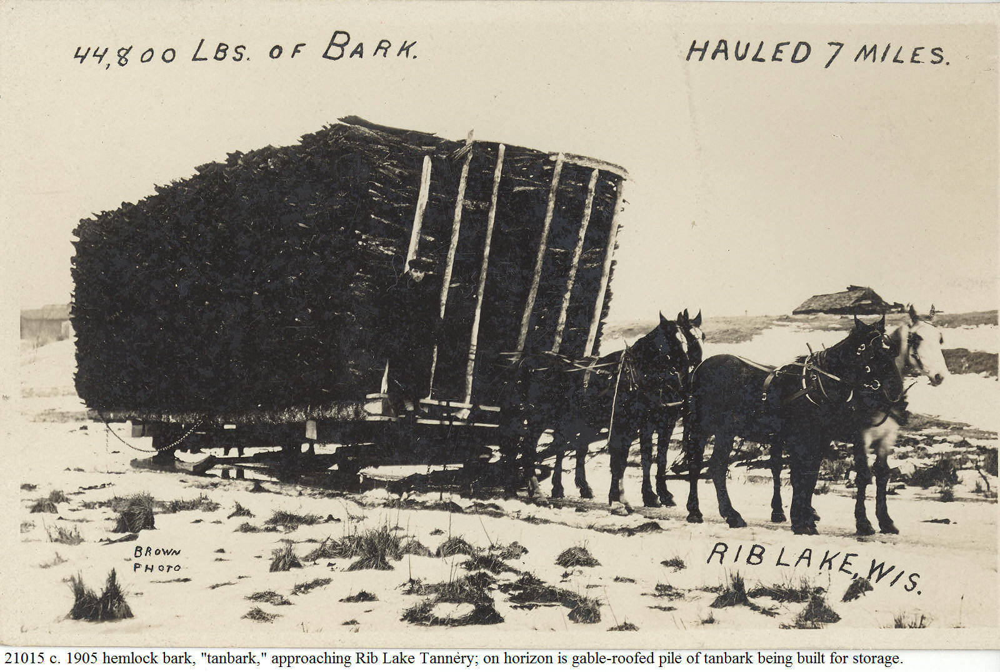 44,800 LBS. OF BARK.
HAULED 7 MILES.
BROWN
PHOTO
RIB LAKE, WIS.
21015 c. 1905 hemlock bark, "tanbark," approaching Rib Lake Tannery; on horizon is gable-roofed pile of tanbark being built for storage.